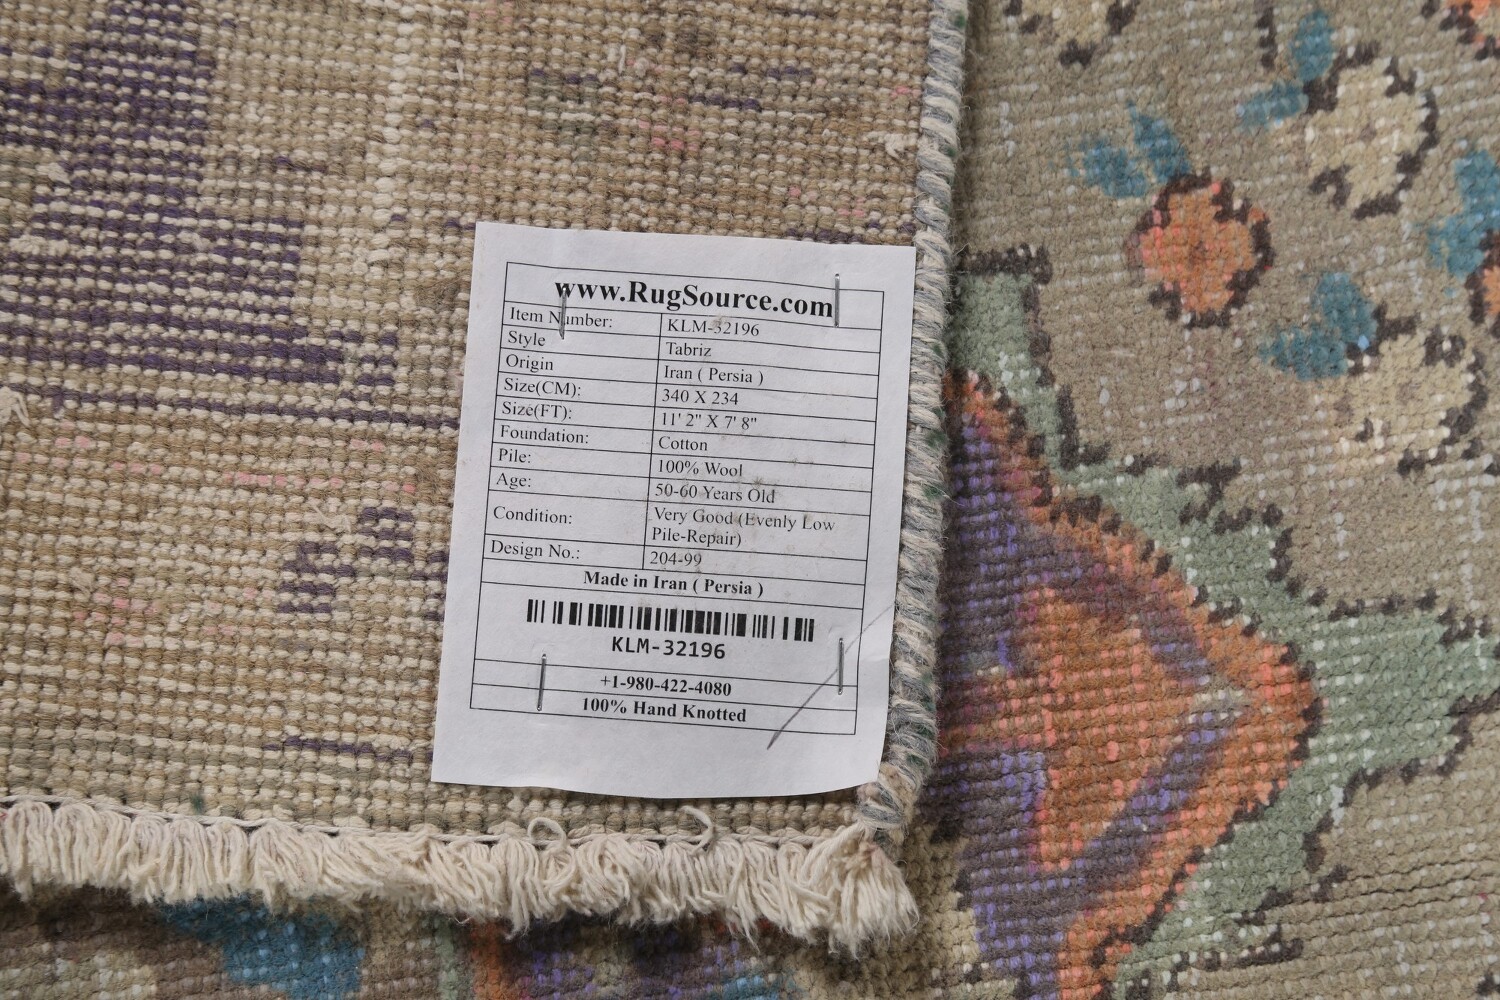 www.RugSource.com
Item Number: KLM-32196
Style Tabriz
Origin Iran ( Persia )
Size(CM): 340 X 234
Size(FT): 11' 2" X 7' 8"
Foundation: Cotton
Pile: 100% Wool
Age: 50-60 Years Old
Condition: Very Good (Evenly Low
Pile-Repair)
Design No.: 204-99
Made in Iran ( Persia )
KLM-32196
+1-980-422-4080
100% Hand Knotted